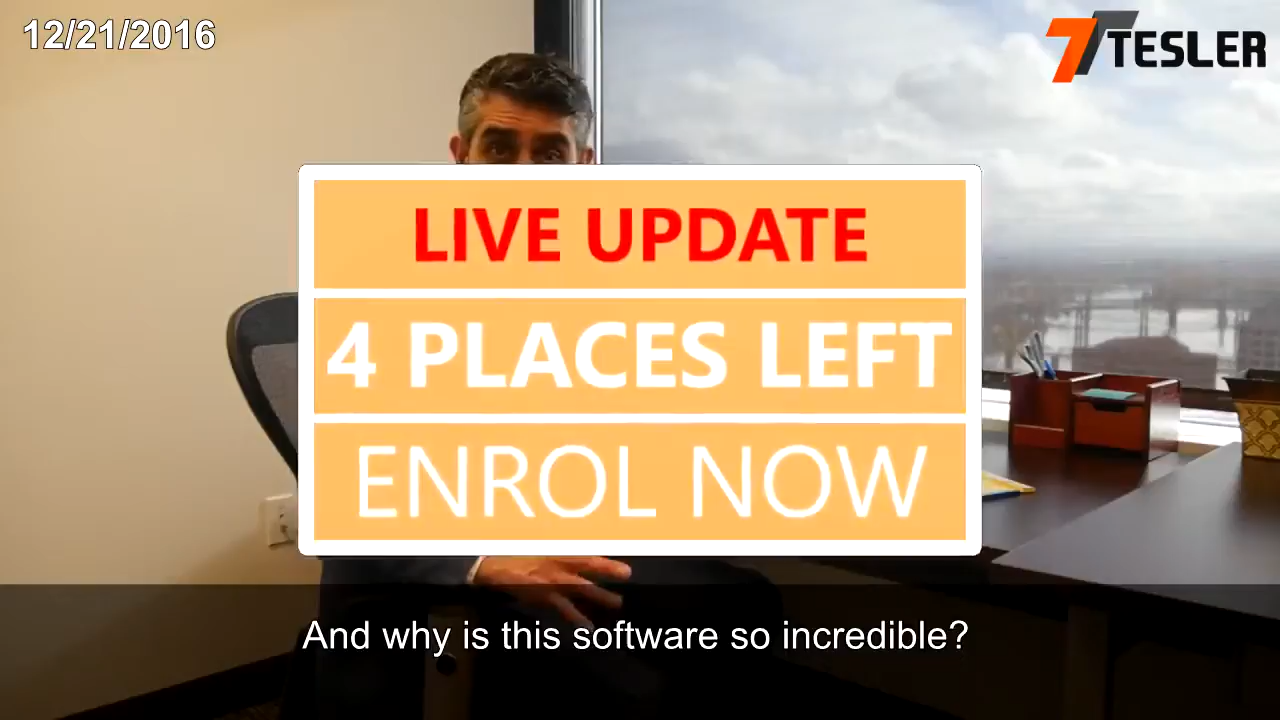 12/21/2016
TESLER
LIVE UPDATE
4 PLACES LEFT
ENROL NOW
And why is this software so incredible?